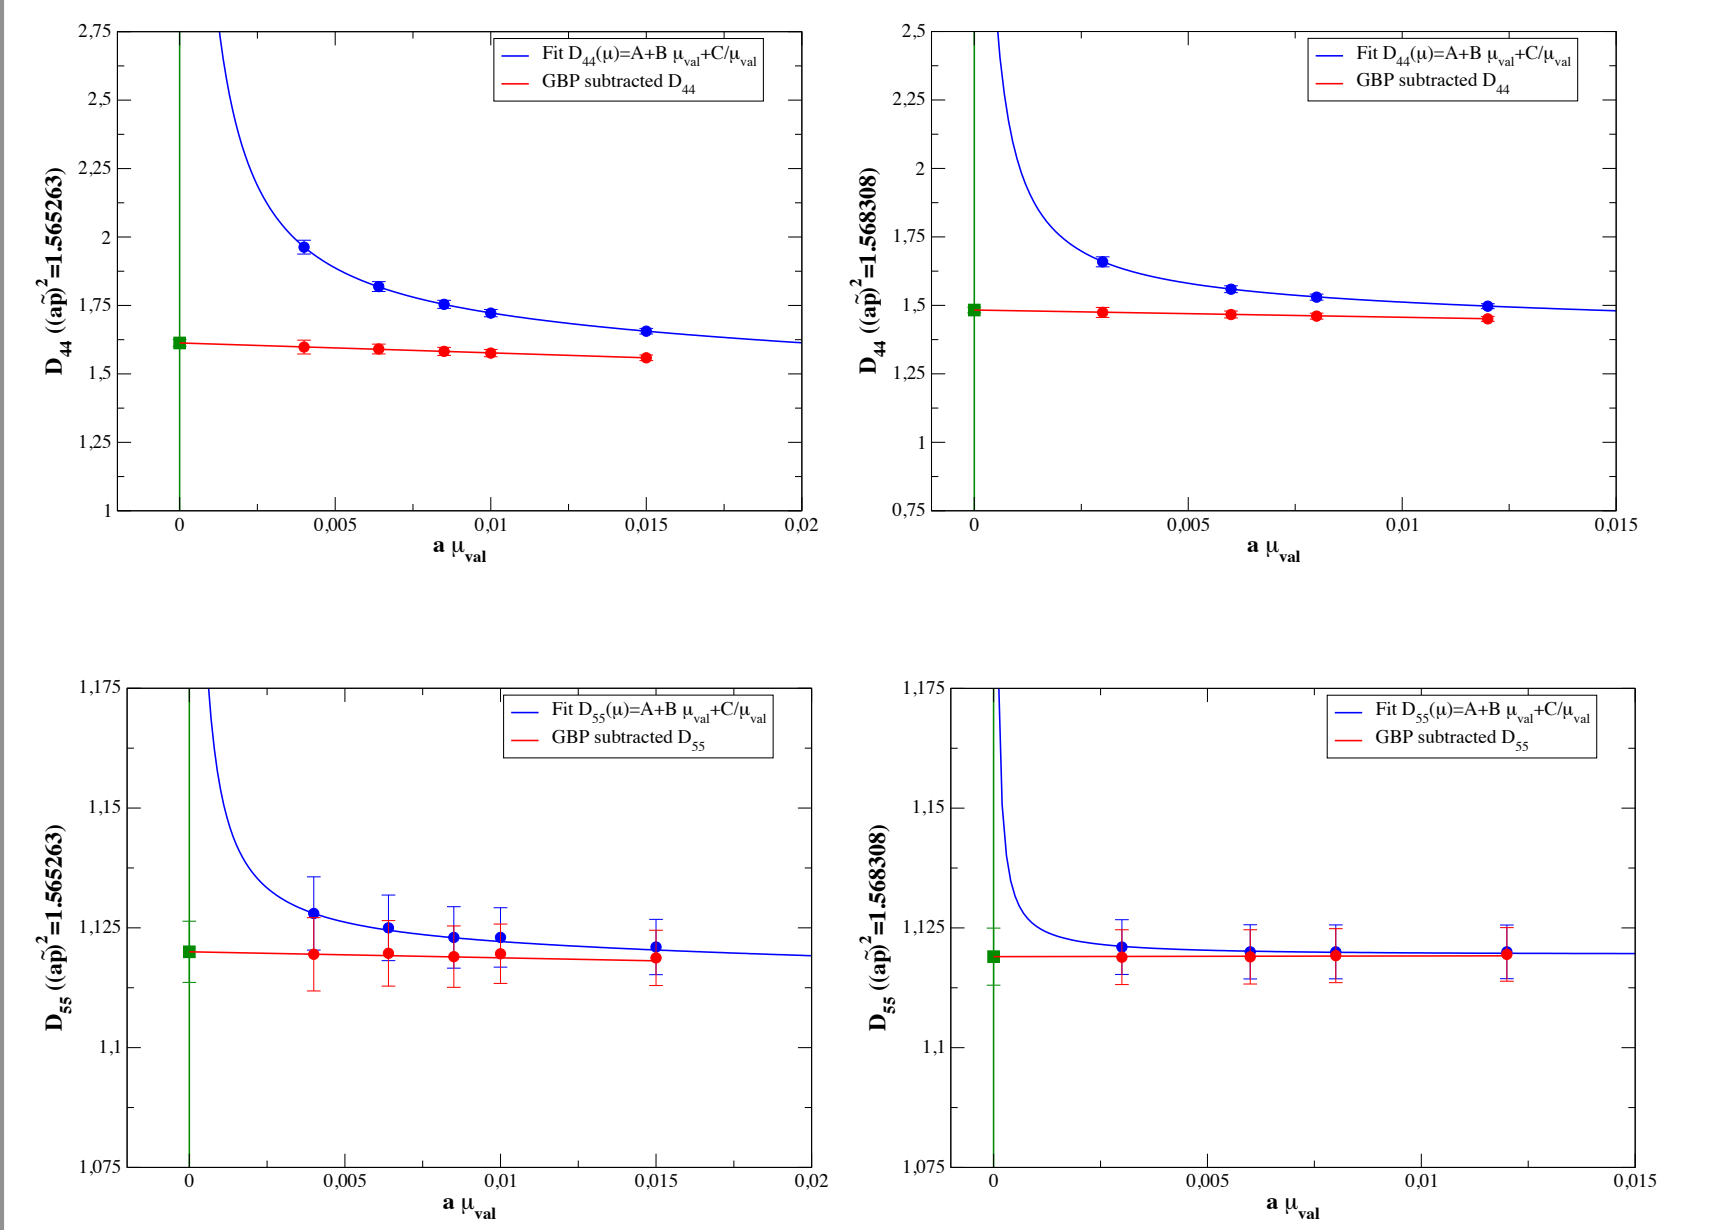 2,75
2,5
2,25
2
1,75
1,5
1,25
1
D44 ((ap̃)²=1.565263)
Fit D44(μ)=A+B μval+C/μval
GBP subtracted D44
0 0,005 0,01 0,015 0,02
a μval
2,5
2,25
2
1,75
1,5
1,25
1
0,75
D44 ((ap̃)²=1.568308)
Fit D44(μ)=A+B μval+C/μval
GBP subtracted D44
0 0,005 0,01 0,015
a μval
1,175
1,15
1,125
1,1
1,075
D55 ((ap̃)²=1.565263)
Fit D55(μ)=A+B μval+C/μval
GBP subtracted D55
0 0,005 0,01 0,015 0,02
a μval
1,175
1,15
1,125
1,1
1,075
D55 ((ap̃)²=1.568308)
Fit D55(μ)=A+B μval+C/μval
GBP subtracted D55
0 0,005 0,01 0,015
a μval